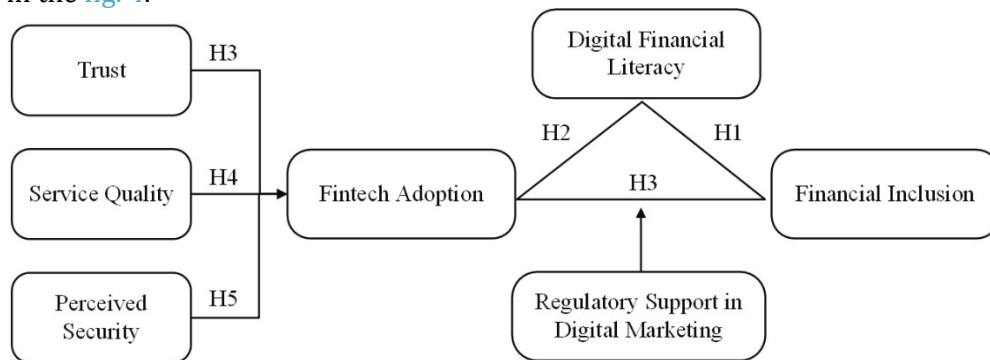 in the fig. 1.
Trust
H3
Service Quality
H4
Perceived
Security
H5
Fintech Adoption
Digital Financial
Literacy
H2
H1
H3
Financial Inclusion
Regulatory Support in
Digital Marketing